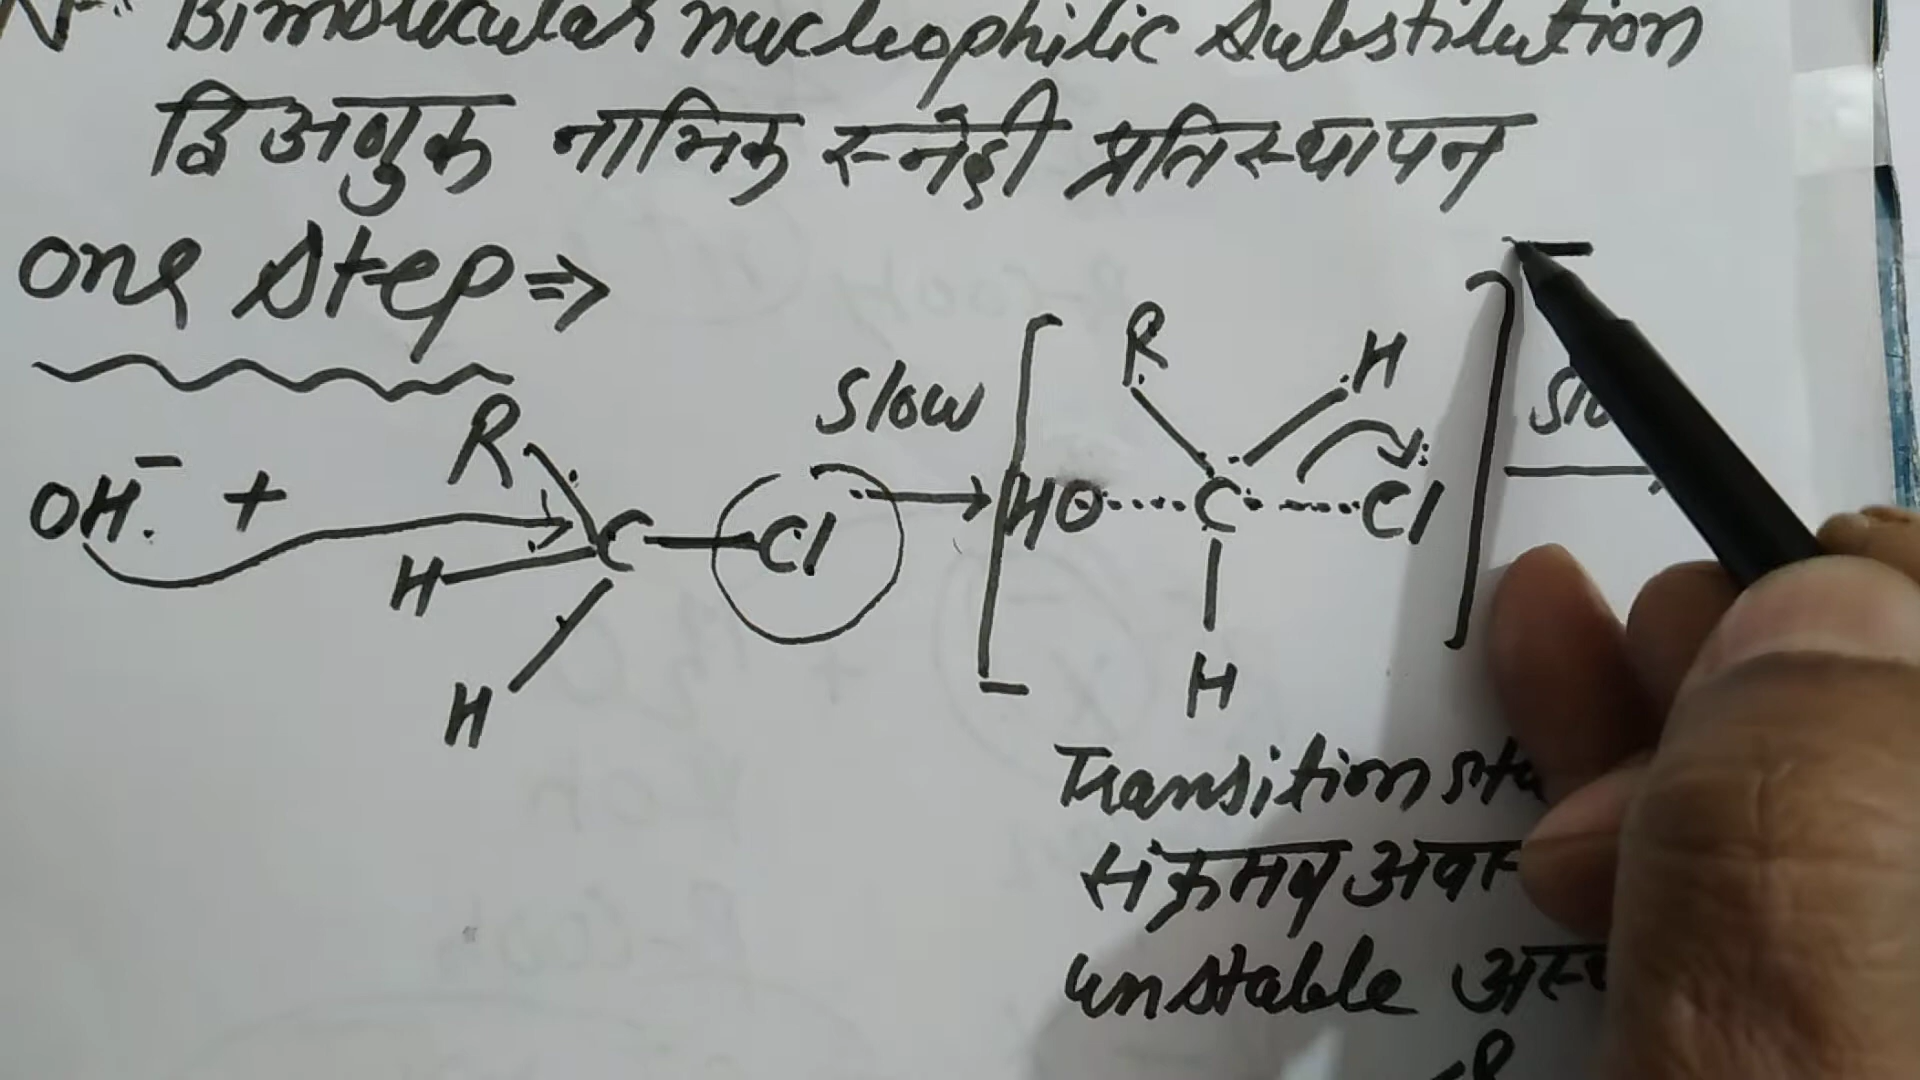 Bimolecular nucleophilic Substitution
द्विअणुक नाभिक स्नेही प्रतिस्थापन
one Step ⇒
R H Slow R
OH⁻ + C — Cl HO C Cl
H H
H
Transition
संक्रमण
unstable